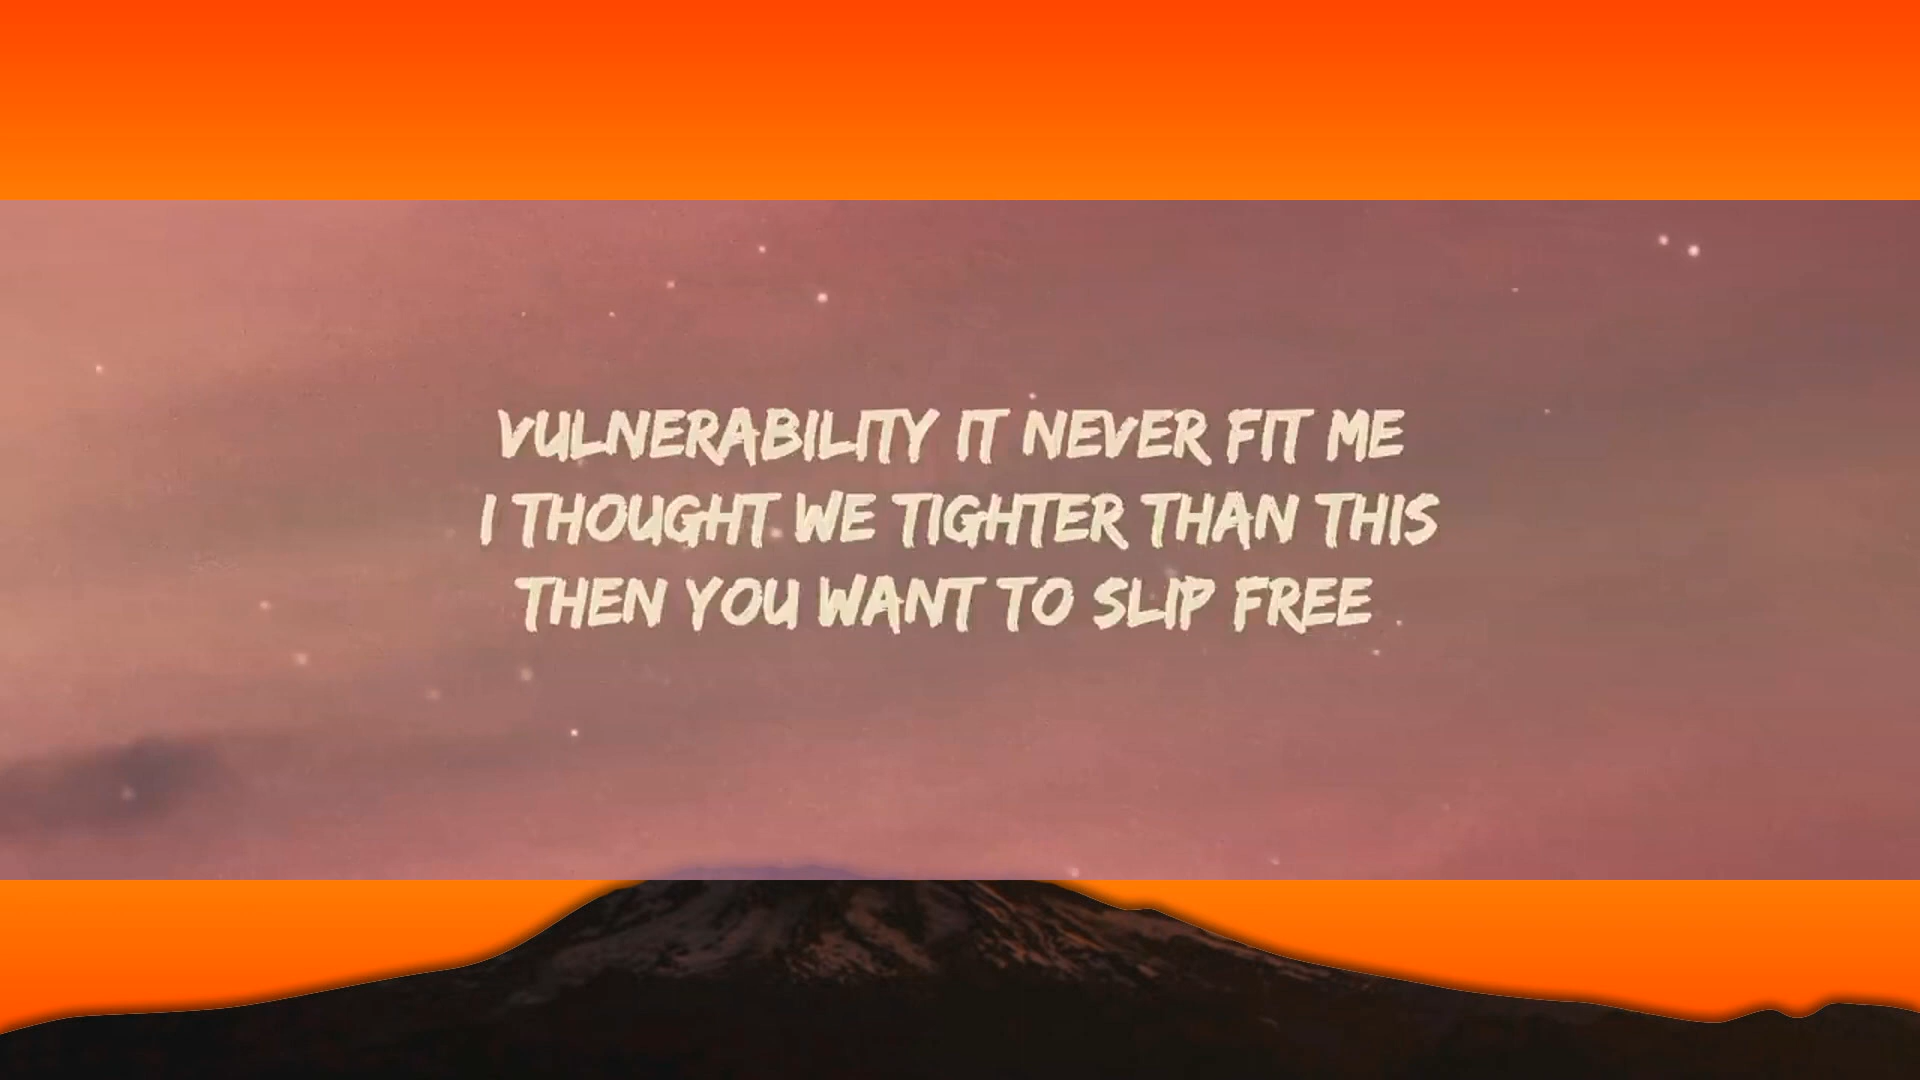 VULNERABILITY IT NEVER FIT ME
I THOUGHT WE TIGHTER THAN THIS
THEN YOU WANT TO SLIP FREE